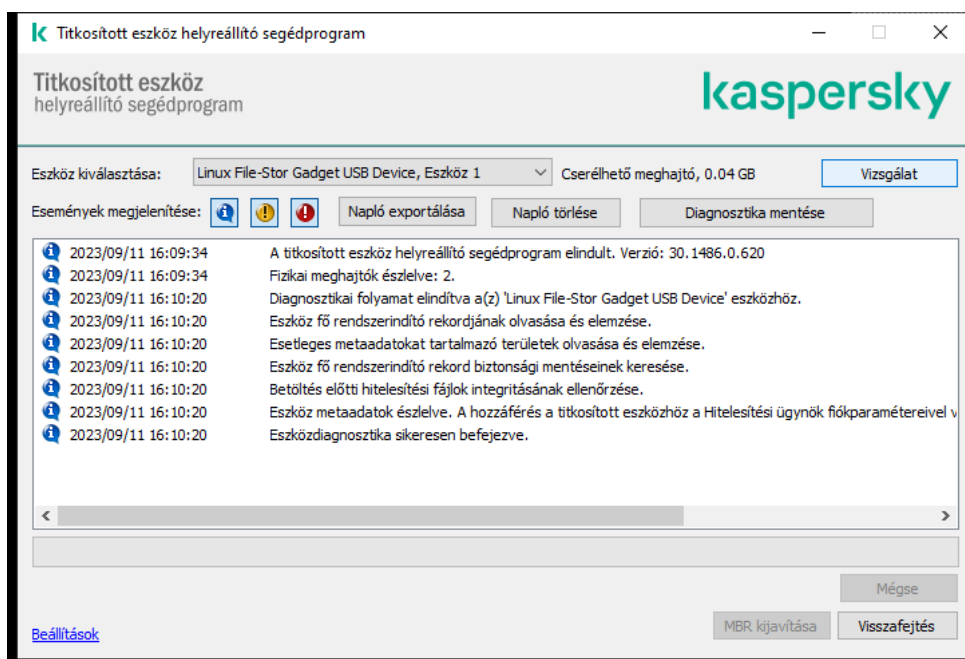 Titkosított eszköz helyreállító segédprogram
Titkosított eszköz
helyreállító segédprogram
kaspersky
Eszköz kiválasztása: Linux File-Stor Gadget USB Device, Eszköz 1 Cserélhető meghajtó, 0.04 GB Vizsgálat
Események megjelenítése: Napló exportálása Napló törlése Diagnosztika mentése
2023/09/11 16:09:34 A titkosított eszköz helyreállító segédprogram elindult. Verzió: 30.1486.0.620
2023/09/11 16:09:34 Fizikai meghajtók észlelve: 2.
2023/09/11 16:10:20 Diagnosztikai folyamat elindítva a(z) 'Linux File-Stor Gadget USB Device' eszközhöz.
2023/09/11 16:10:20 Eszköz fő rendszerindító rekordjának olvasása és elemzése.
2023/09/11 16:10:20 Esetleges metaadatokat tartalmazó területek olvasása és elemzése.
2023/09/11 16:10:20 Eszköz fő rendszerindító rekord biztonsági mentéseinek keresése.
2023/09/11 16:10:20 Betöltés előtti hitelesítési fájlok integritásának ellenőrzése.
2023/09/11 16:10:20 Eszköz metaadatok észlelve. A hozzáférés a titkosított eszközhöz a Hitelesítési ügynök fiókparamétereivel v
2023/09/11 16:10:20 Eszközdiagnosztika sikeresen befejezve.
Mégse
Beállítások MBR kijavítása Visszafejtés